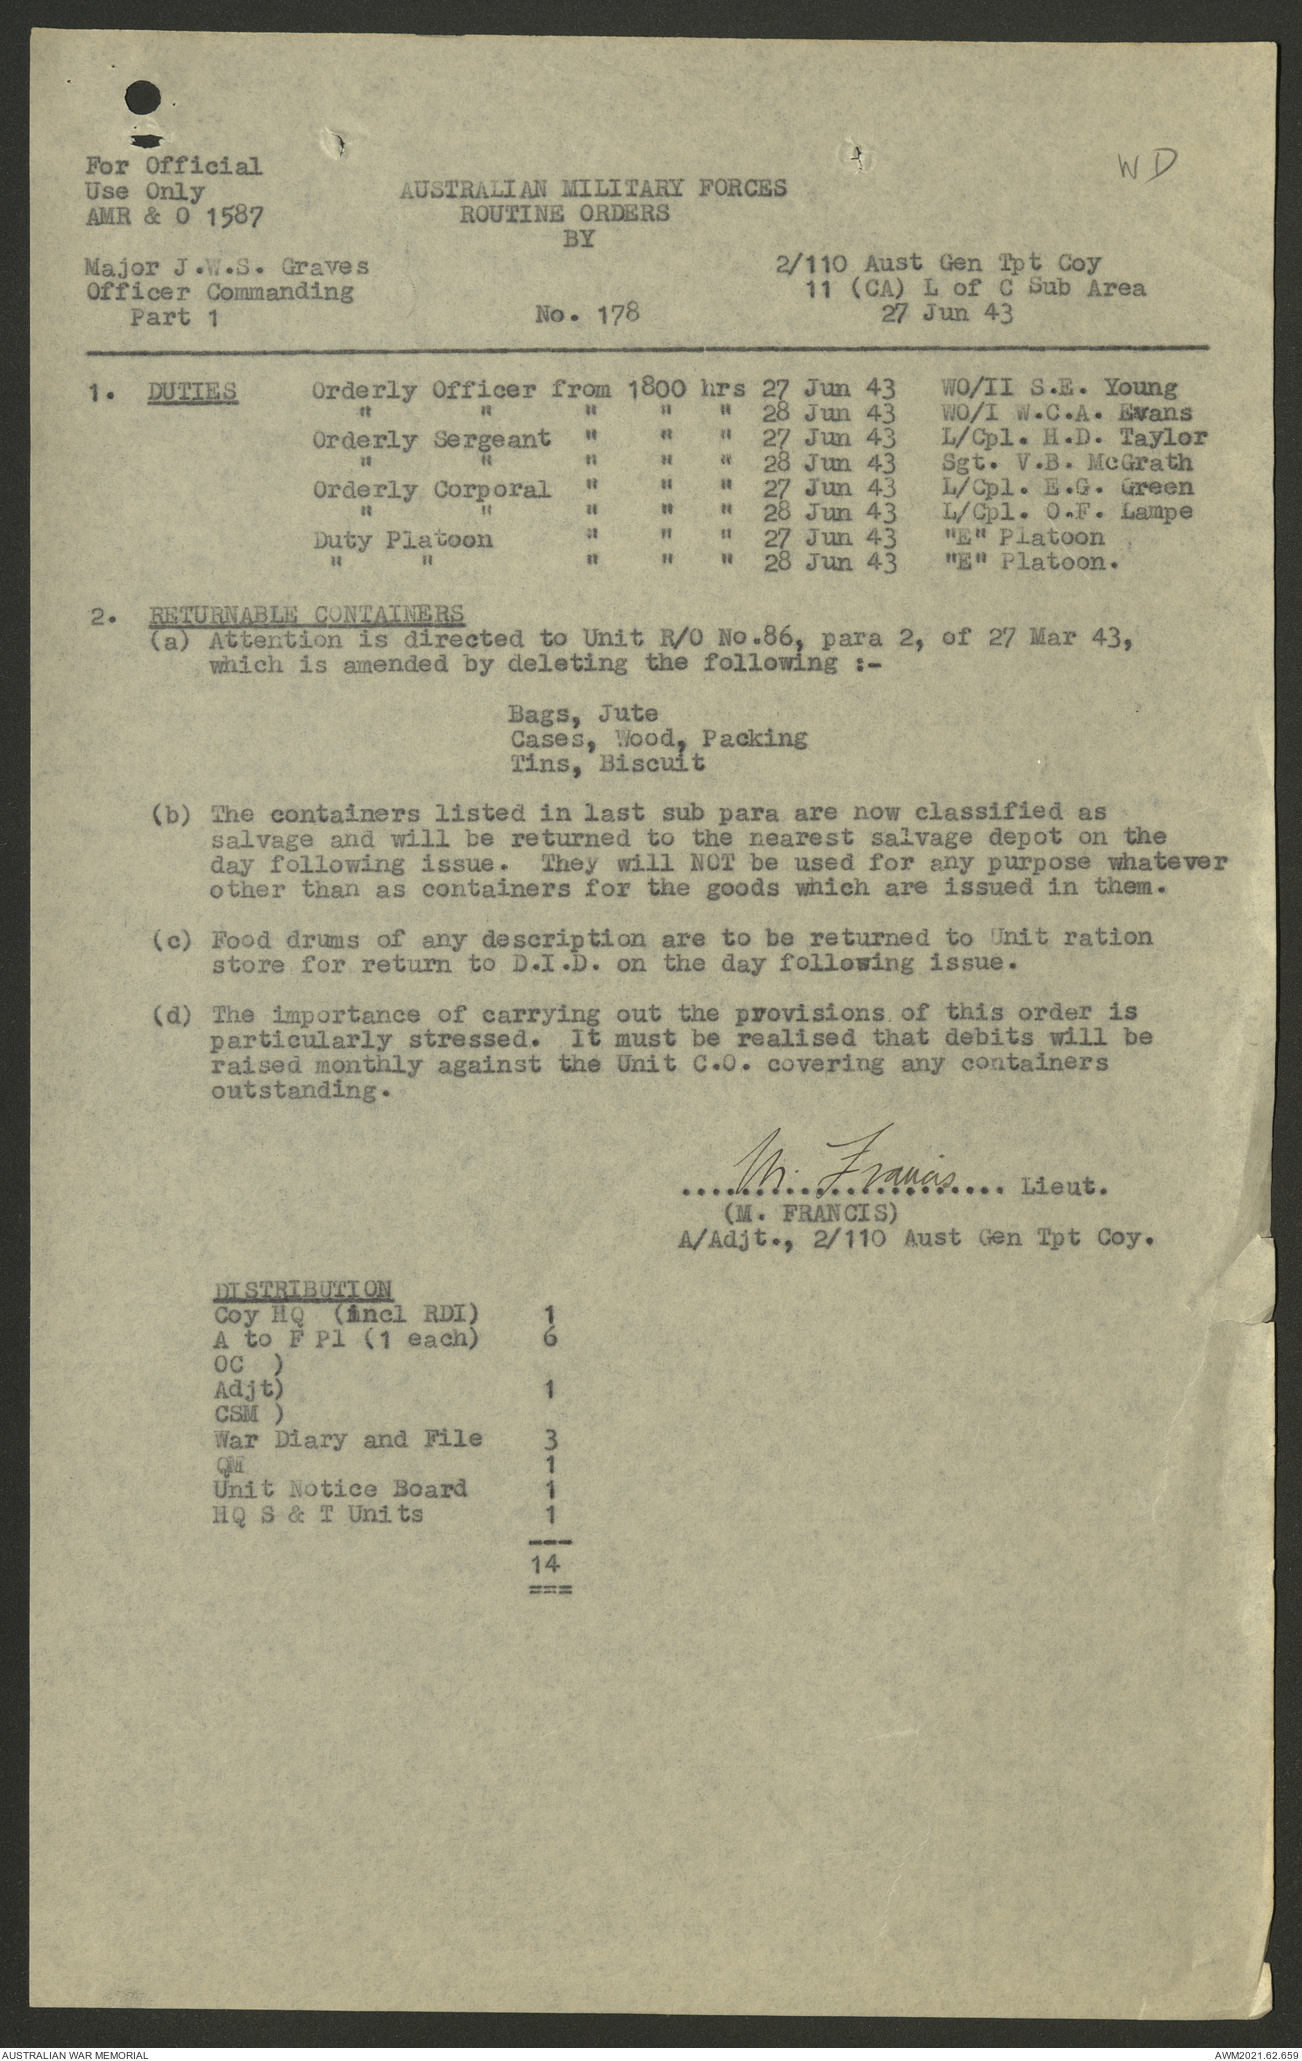 WD
For Official
Use Only
AMR & O 1587
AUSTRALIAN MILITARY FORCES
ROUTINE ORDERS
BY
Major J.W.S. Graves
Officer Commanding
Part 1
No. 178
2/110 Aust Gen Tpt Coy
11 (CA) L of C Sub Area
27 Jun 43
1. DUTIES Orderly Officer from 1800 hrs 27 Jun 43 WO/II S.E. Young
" " " " " 28 Jun 43 WO/I W.C.A. Evans
Orderly Sergeant " " " 27 Jun 43 L/Cpl. H.D. Taylor
" " " " " 28 Jun 43 Sgt. V.B. McGrath
Orderly Corporal " " " 27 Jun 43 L/Cpl. E.G. Green
" " " " " 28 Jun 43 L/Cpl. O.F. Lampe
Duty Platoon " " " 27 Jun 43 "E" Platoon
" " " " " 28 Jun 43 "E" Platoon.
2. RETURNABLE CONTAINERS
(a) Attention is directed to Unit R/O No.86, para 2, of 27 Mar 43,
which is amended by deleting the following :-
Bags, Jute
Cases, Wood, Packing
Tins, Biscuit
(b) The containers listed in last sub para are now classified as
salvage and will be returned to the nearest salvage depot on the
day following issue. They will NOT be used for any purpose whatever
other than as containers for the goods which are issued in them.
(c) Food drums of any description are to be returned to Unit ration
store for return to D.I.D. on the day following issue.
(d) The importance of carrying out the provisions of this order is
particularly stressed. It must be realised that debits will be
raised monthly against the Unit C.O. covering any containers
outstanding.
M. Francis
...................... Lieut.
(M. FRANCIS)
A/Adjt., 2/110 Aust Gen Tpt Coy.
DISTRIBUTION
Coy HQ (incl RDI) 1
A to F Pl (1 each) 6
OC )
Adjt) 1
CSM )
War Diary and File 3
QM 1
Unit Notice Board 1
HQ S & T Units 1
14
===
AUSTRALIAN WAR MEMORIAL
AWM2021.62.659